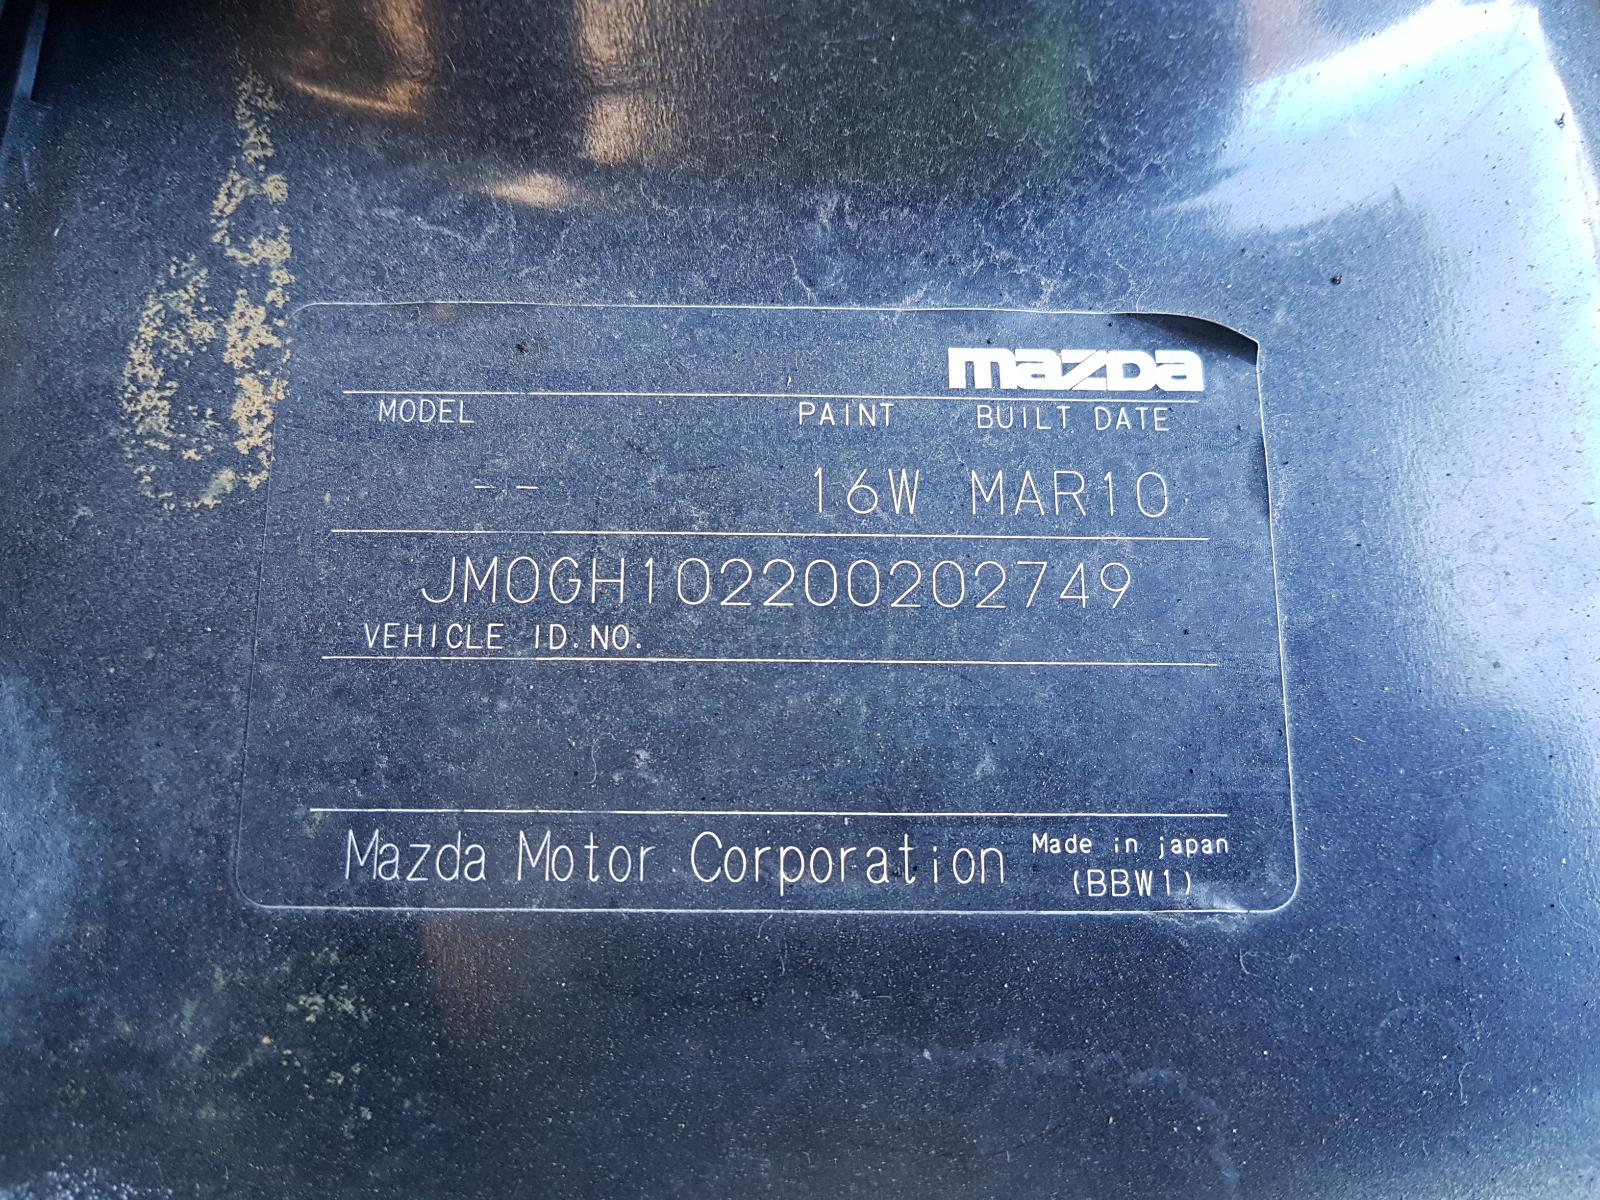 mazda
MODEL PAINT BUILT DATE
-- 16W MAR10
JM0GH102200202749
VEHICLE ID.NO.
Mazda Motor Corporation Made in japan
(BBW1)